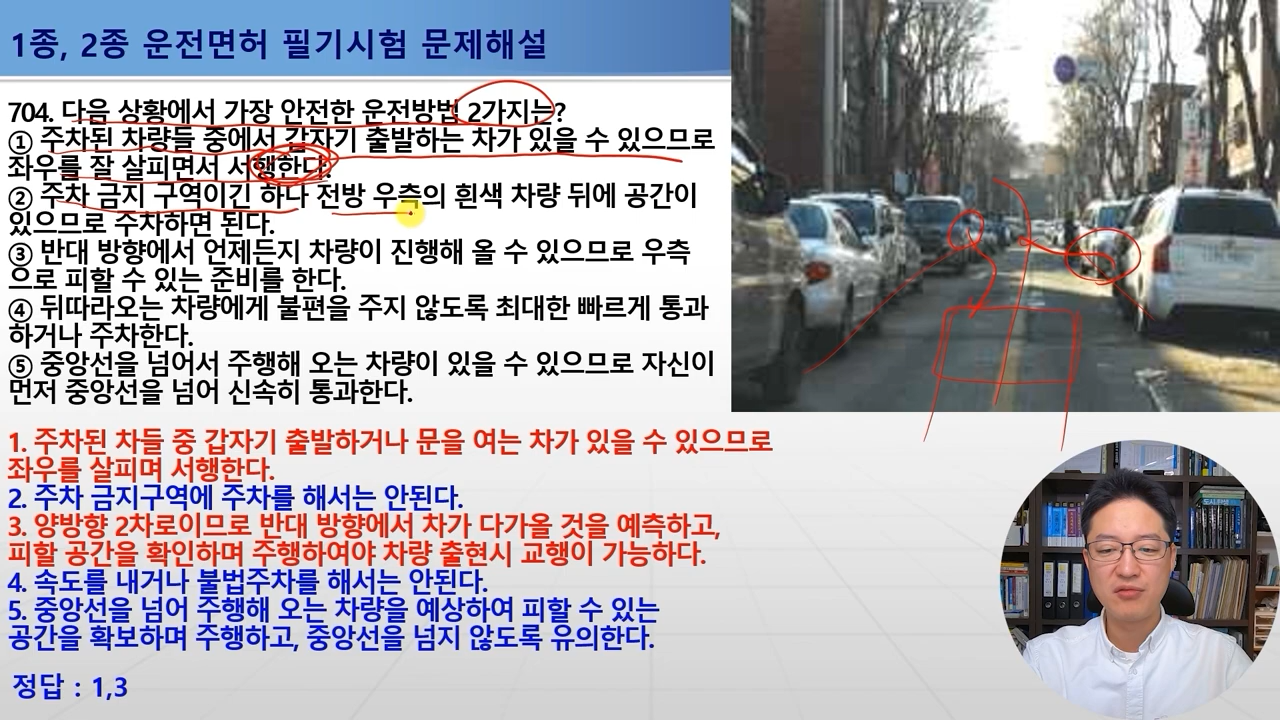 1종, 2종 운전면허 필기시험 문제해설
704. 다음 상황에서 가장 안전한 운전방법 2가지는?
① 주차된 차량들 중에서 갑자기 출발하는 차가 있을 수 있으므로
좌우를 잘 살피면서 서행한다.
② 주차 금지 구역이긴 하나 전방 우측의 흰색 차량 뒤에 공간이
있으므로 주차하면 된다.
③ 반대 방향에서 언제든지 차량이 진행해 올 수 있으므로 우측
으로 피할 수 있는 준비를 한다.
④ 뒤따라오는 차량에게 불편을 주지 않도록 최대한 빠르게 통과
하거나 주차한다.
⑤ 중앙선을 넘어서 주행해 오는 차량이 있을 수 있으므로 자신이
먼저 중앙선을 넘어 신속히 통과한다.
1. 주차된 차들 중 갑자기 출발하거나 문을 여는 차가 있을 수 있으므로
좌우를 살피며 서행한다.
2. 주차 금지구역에 주차를 해서는 안된다.
3. 양방향 2차로이므로 반대 방향에서 차가 다가올 것을 예측하고,
피할 공간을 확인하며 주행하여야 차량 출현시 교행이 가능하다.
4. 속도를 내거나 불법주차를 해서는 안된다.
5. 중앙선을 넘어 주행해 오는 차량을 예상하여 피할 수 있는
공간을 확보하며 주행하고, 중앙선을 넘지 않도록 유의한다.
정답 : 1,3